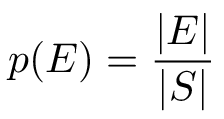 p(E) = |E| / |S|